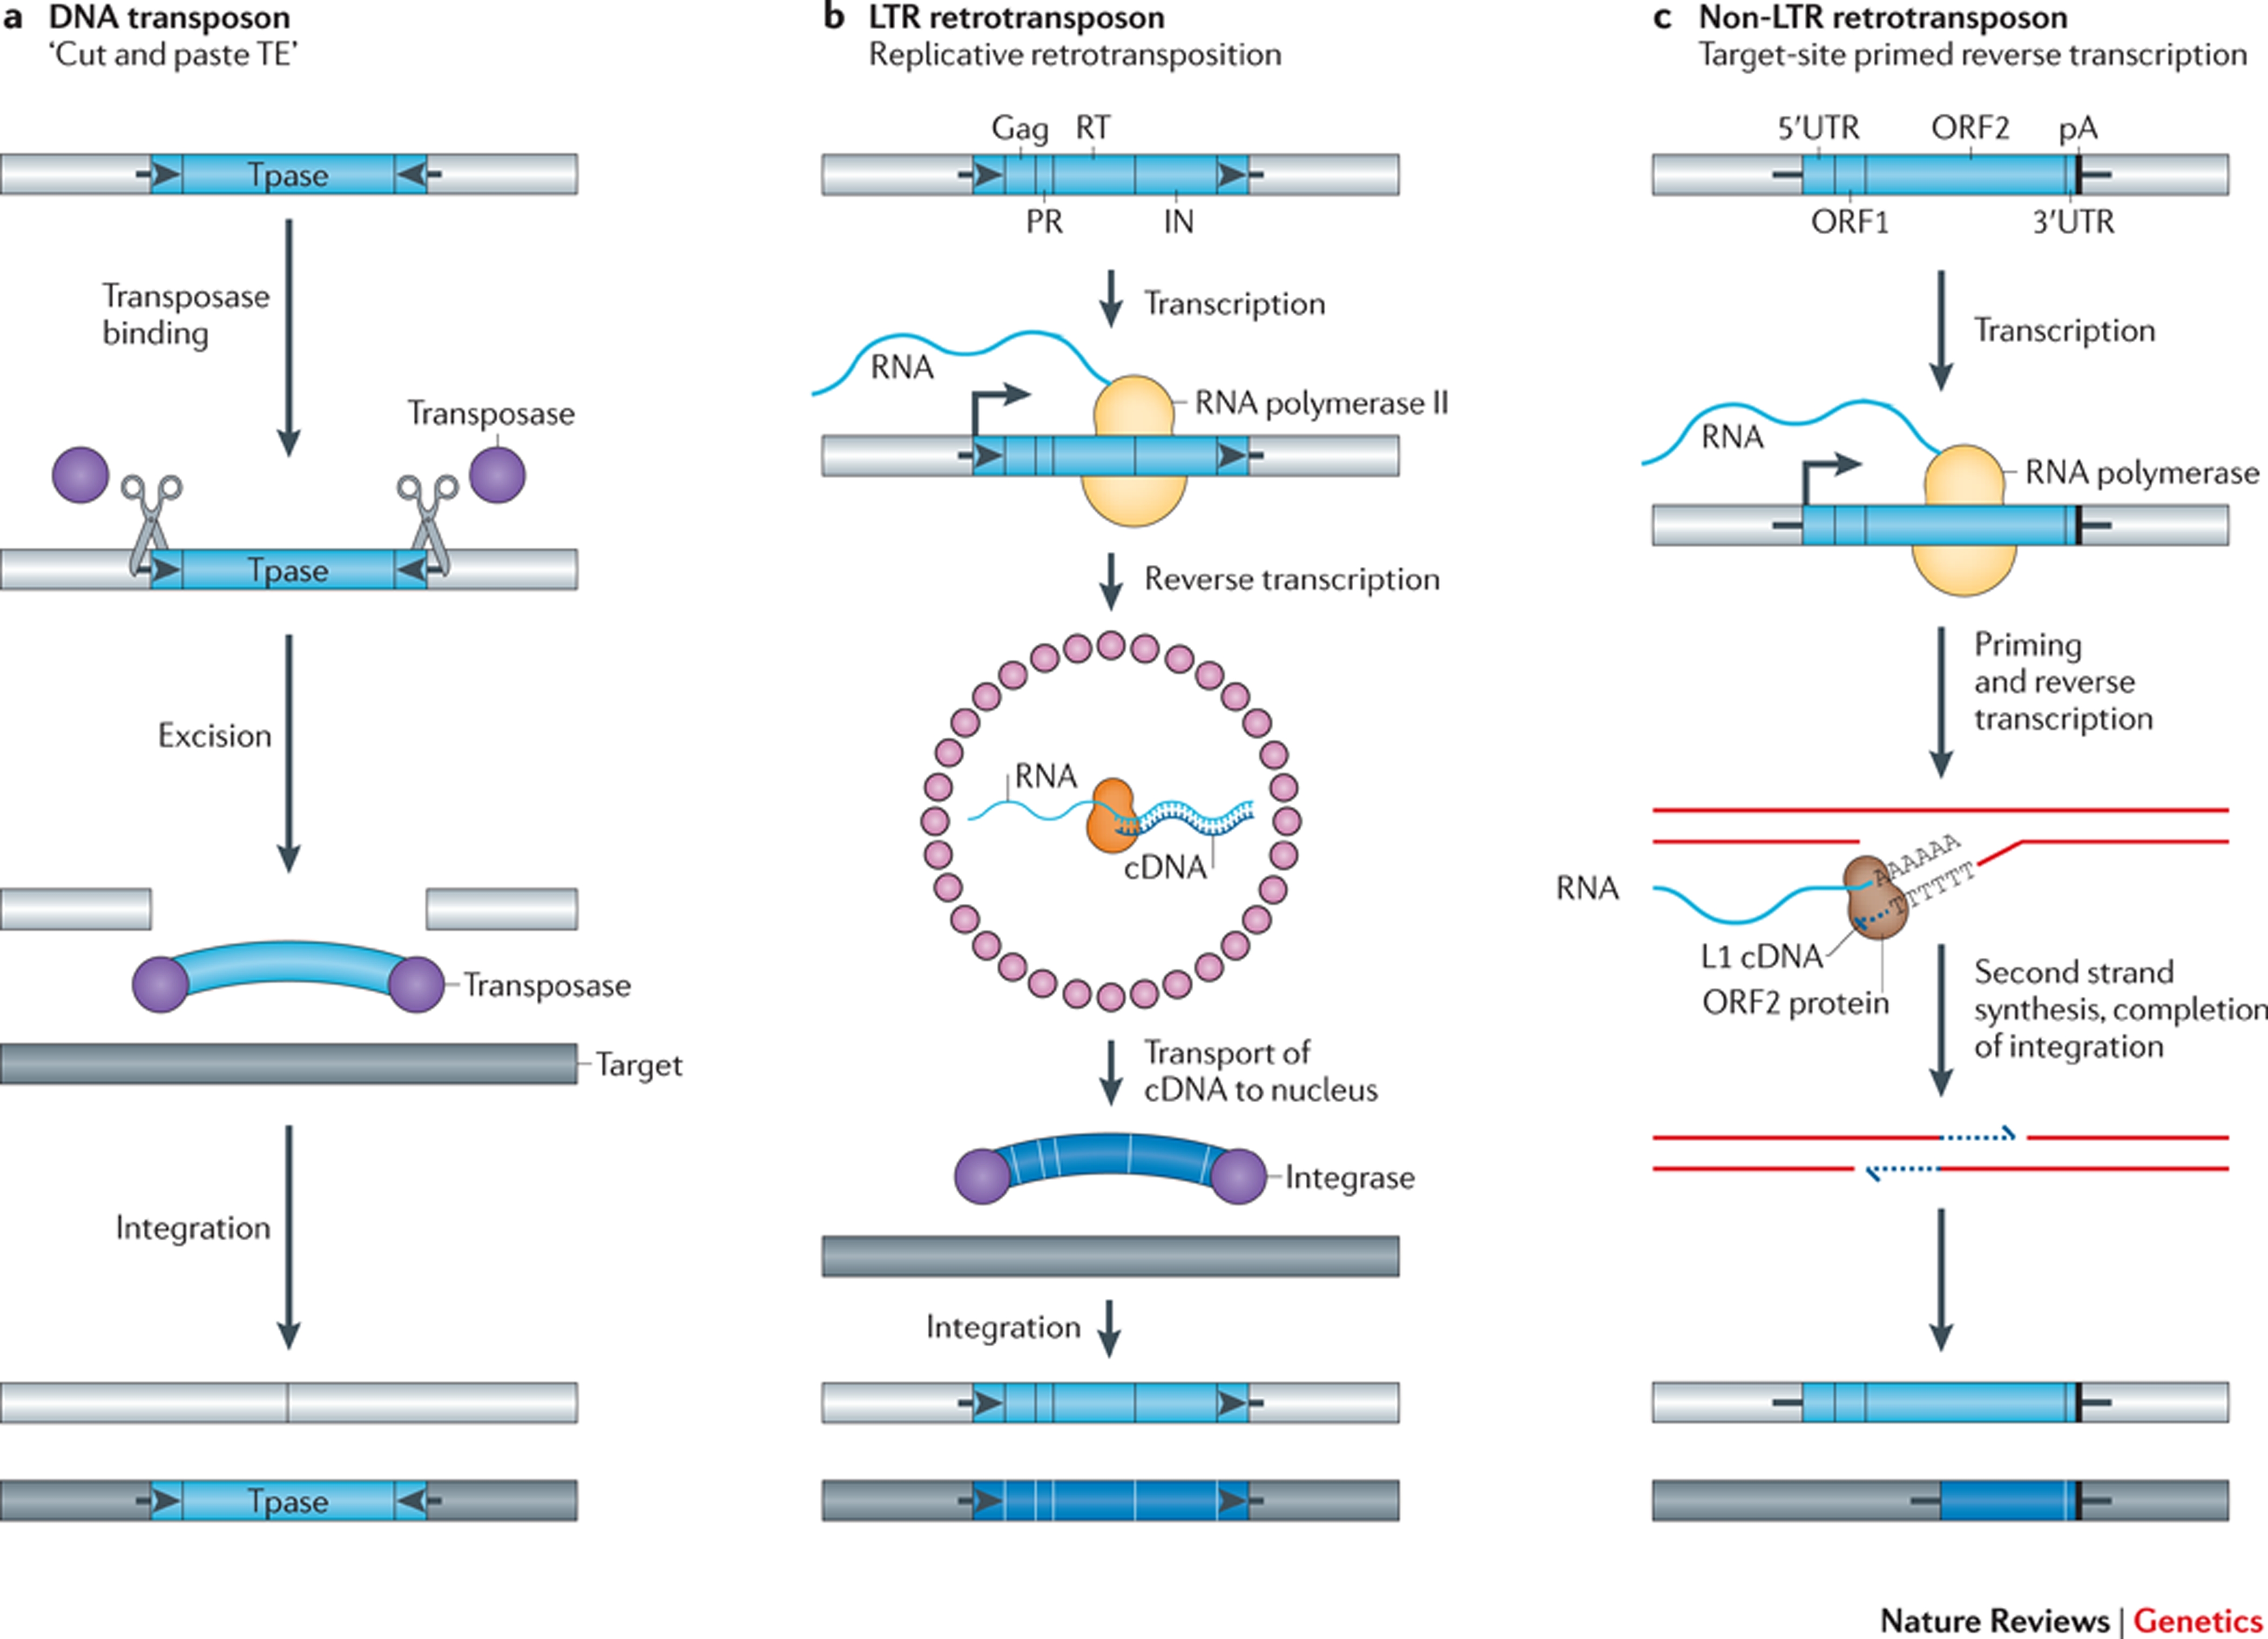 a DNA transposon
'Cut and paste TE'
Tpase
Transposase
binding
Transposase
Tpase
Excision
Transposase
Target
Integration
Tpase
b LTR retrotransposon
Replicative retrotransposition
Gag RT
PR IN
Transcription
RNA
RNA polymerase II
Reverse transcription
RNA
cDNA
Transport of
cDNA to nucleus
Integrase
Integration
c Non-LTR retrotransposon
Target-site primed reverse transcription
5′UTR ORF2 pA
ORF1 3′UTR
Transcription
RNA
RNA polymerase
Priming
and reverse
transcription
AAAAAA
TTTTTT
RNA
L1 cDNA
ORF2 protein
Second strand
synthesis, completion
of integration
Nature Reviews | Genetics